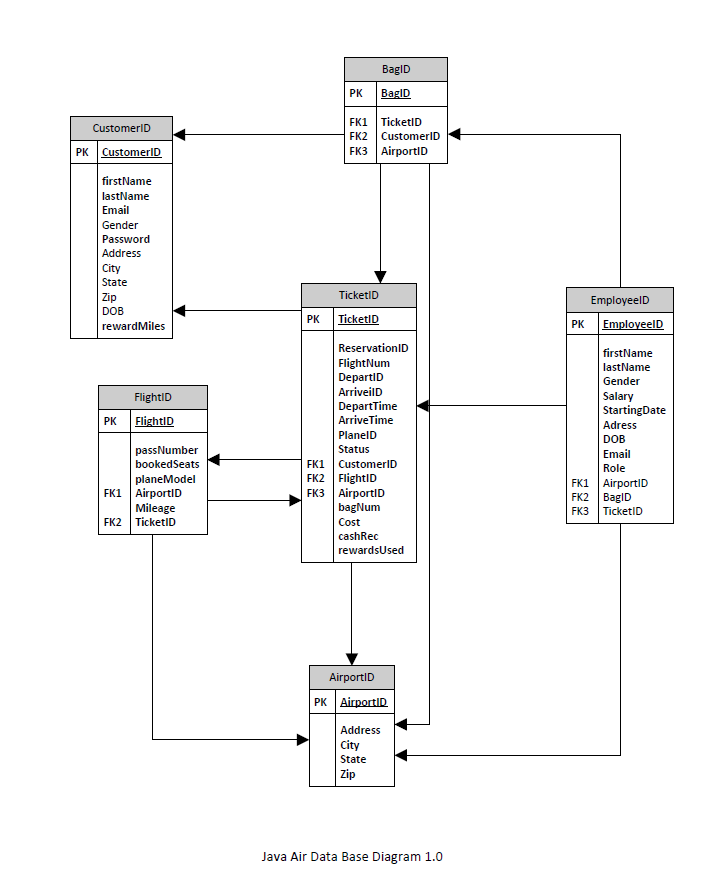 BagID
PK BagID
FK1 TicketID
FK2 CustomerID
FK3 AirportID
CustomerID
PK CustomerID
firstName
lastName
Email
Gender
Password
Address
City
State
Zip
DOB
rewardMiles
TicketID
PK TicketID
ReservationID
FlightNum
DepartID
ArriveiID
DepartTime
ArriveTime
PlaneID
Status
FK1 CustomerID
FK2 FlightID
FK3 AirportID
bagNum
Cost
cashRec
rewardsUsed
EmployeeID
PK EmployeeID
firstName
lastName
Gender
Salary
StartingDate
Adress
DOB
Email
Role
FK1 AirportID
FK2 BagID
FK3 TicketID
FlightID
PK FlightID
passNumber
bookedSeats
planeModel
FK1 AirportID
Mileage
FK2 TicketID
AirportID
PK AirportID
Address
City
State
Zip
Java Air Data Base Diagram 1.0